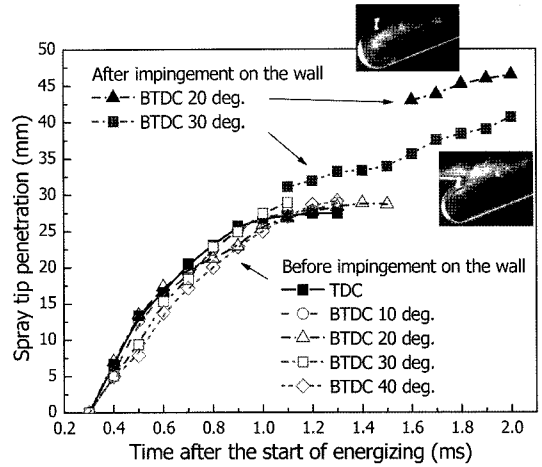 50
45
40
35
30
25
20
15
10
5
0
Spray tip penetration (mm)
After impingement on the wall
BTDC 20 deg.
BTDC 30 deg.
Before impingement on the wall
TDC
BTDC 10 deg.
BTDC 20 deg.
BTDC 30 deg.
BTDC 40 deg.
0.2 0.4 0.6 0.8 1.0 1.2 1.4 1.6 1.8 2.0
Time after the start of energizing (ms)